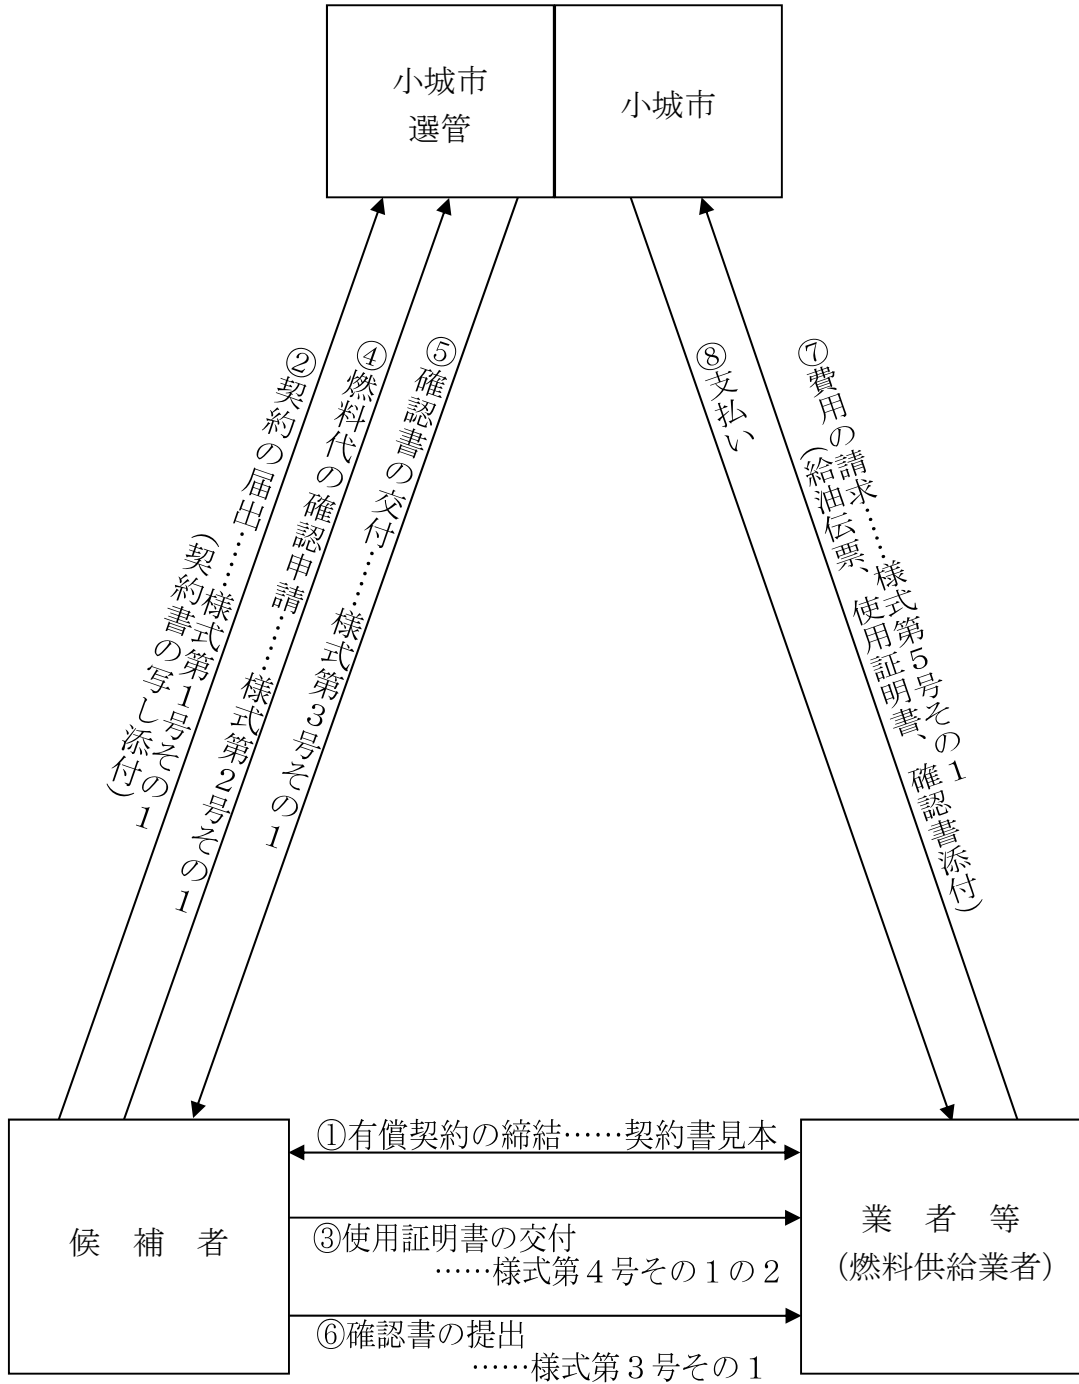 小城市
選管
小城市
②契約の届出……様式第１号その１
（契約書の写し添付）
④燃料代の確認申請……様式第２号その１
⑤確認書の交付……様式第３号その１
⑧支払い
⑦費用の請求……様式第５号その１
（給油伝票、使用証明書、確認書添付）
①有償契約の締結……契約書見本
③使用証明書の交付
……様式第４号その１の２
⑥確認書の提出
……様式第３号その１
候　補　者
業　者　等
（燃料供給業者）